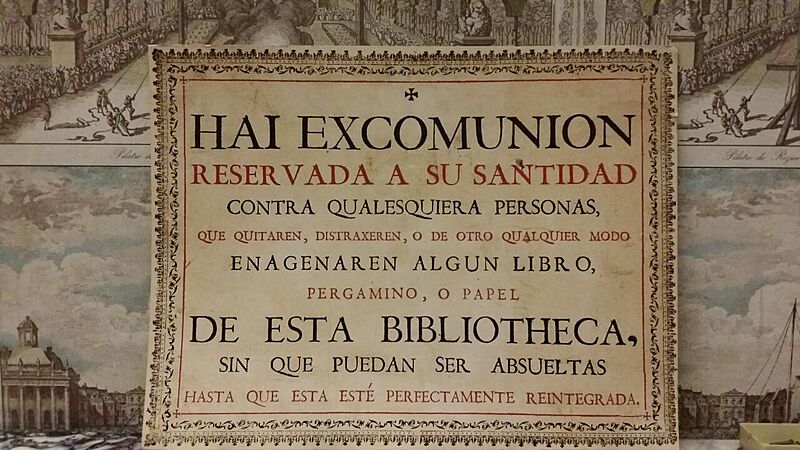 HAI EXCOMUNION
RESERVADA A SU SANTIDAD
CONTRA QUALESQUIERA PERSONAS,
QUE QUITAREN, DISTRAXEREN, O DE OTRO QUALQUIER MODO
ENAGENAREN ALGUN LIBRO,
PERGAMINO, O PAPEL
DE ESTA BIBLIOTHECA,
SIN QUE PUEDAN SER ABSUELTAS
HASTA QUE ESTA ESTÉ PERFECTAMENTE REINTEGRADA.